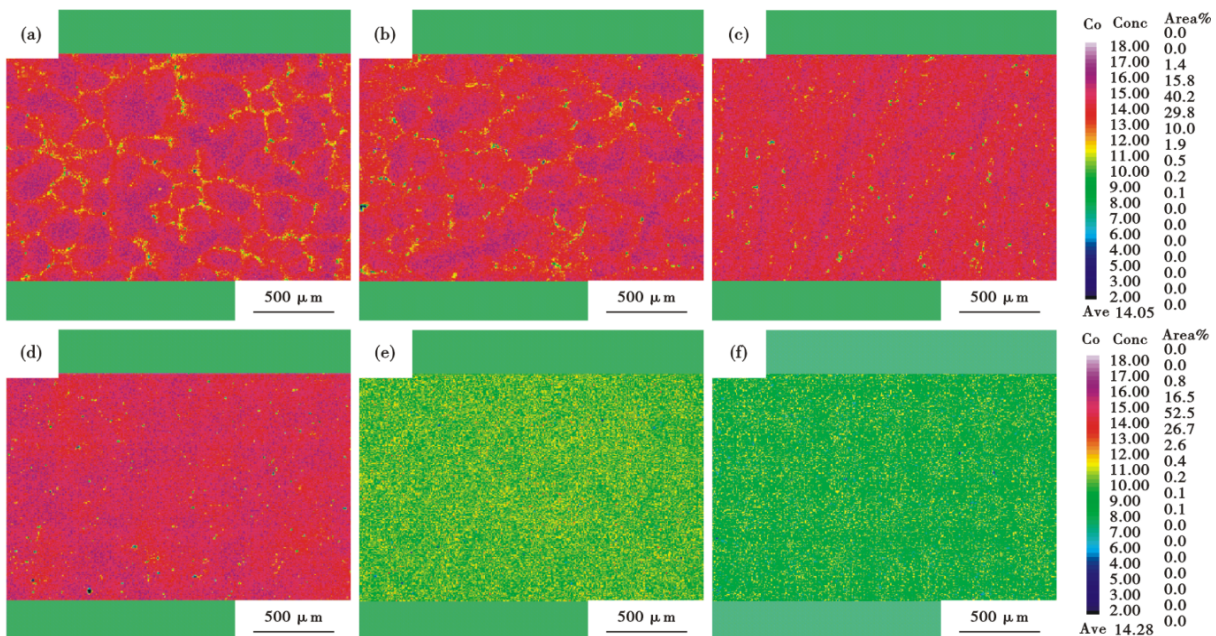 (a)
(b)
(c)
500 μm
500 μm
500 μm
Co Conc Area%
0.0
18.00 0.0
17.00 1.4
16.00 15.8
15.00 40.2
14.00 29.8
13.00 10.0
12.00 1.9
11.00 0.5
10.00 0.2
9.00 0.1
8.00 0.0
7.00 0.0
6.00 0.0
5.00 0.0
4.00 0.0
3.00 0.0
2.00 0.0
Ave 14.05
(d)
(e)
(f)
500 μm
500 μm
500 μm
Co Conc Area%
0.0
18.00 0.0
17.00 0.8
16.00 16.5
15.00 52.5
14.00 26.7
13.00 2.6
12.00 0.4
11.00 0.2
10.00 0.1
9.00 0.1
8.00 0.0
7.00 0.0
6.00 0.0
5.00 0.0
4.00 0.0
3.00 0.0
2.00 0.0
Ave 14.28